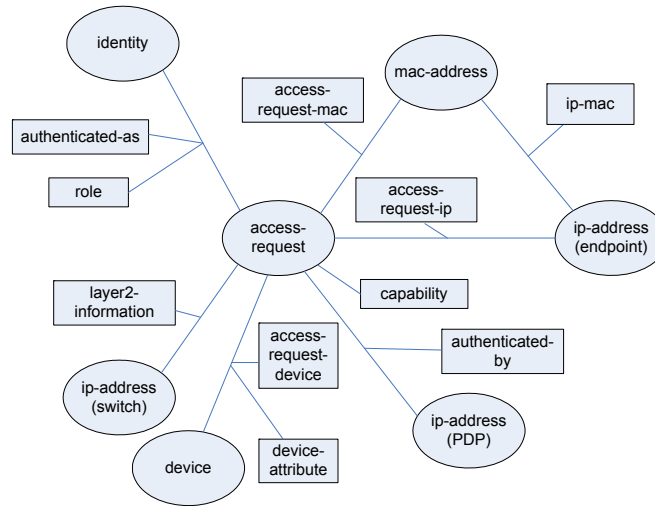 identity
mac-address
access-
request-mac
ip-mac
authenticated-as
role
access-
request-ip
access-
request
ip-address
(endpoint)
layer2-
information
capability
access-
request-
device
authenticated-
by
ip-address
(switch)
ip-address
(PDP)
device
device-
attribute